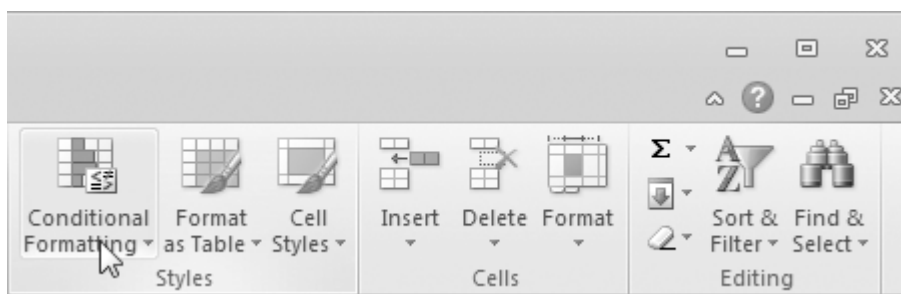 Conditional Formatting
Format as Table
Cell Styles
Insert
Delete
Format
Σ
A
Z
Sort & Filter
Find & Select
Styles
Cells
Editing